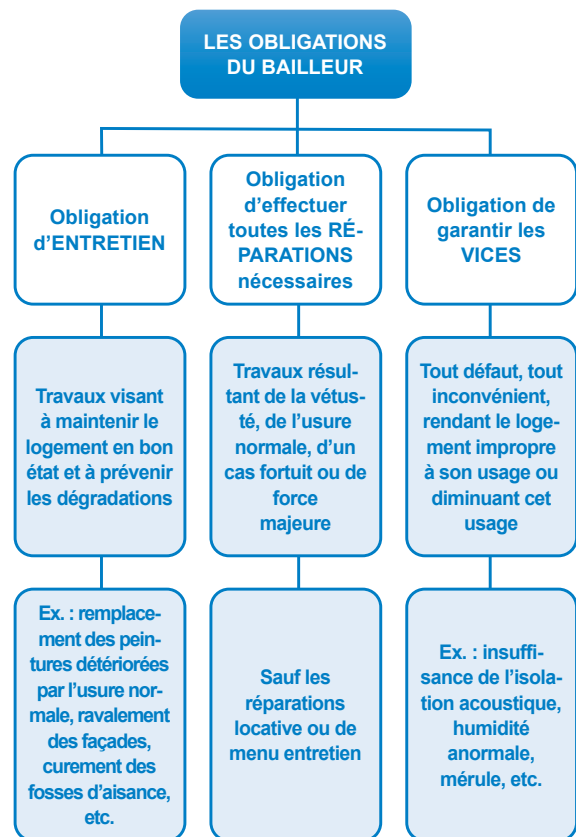 LES OBLIGATIONS
DU BAILLEUR
Obligation
d'ENTRETIEN
Travaux visant
à maintenir le
logement en bon
état et à prévenir
les dégradations
Ex. : remplace-
ment des pein-
tures détériorées
par l'usure nor-
male, ravalement
des façades,
curement des
fosses d'aisance,
etc.
Obligation
d'effectuer
toutes les RÉ-
PARATIONS
nécessaires
Travaux résul-
tant de la vétus-
té, de l'usure
normale, d'un
cas fortuit ou de
force
majeure
Sauf les
réparations
locative ou de
menu entretien
Obligation de
garantir les
VICES
Tout défaut, tout
inconvénient,
rendant le loge-
ment impropre
à son usage ou
diminuant cet
usage
Ex. : insuffi-
sance de l'isola-
tion acoustique,
humidité
anormale,
mérule, etc.